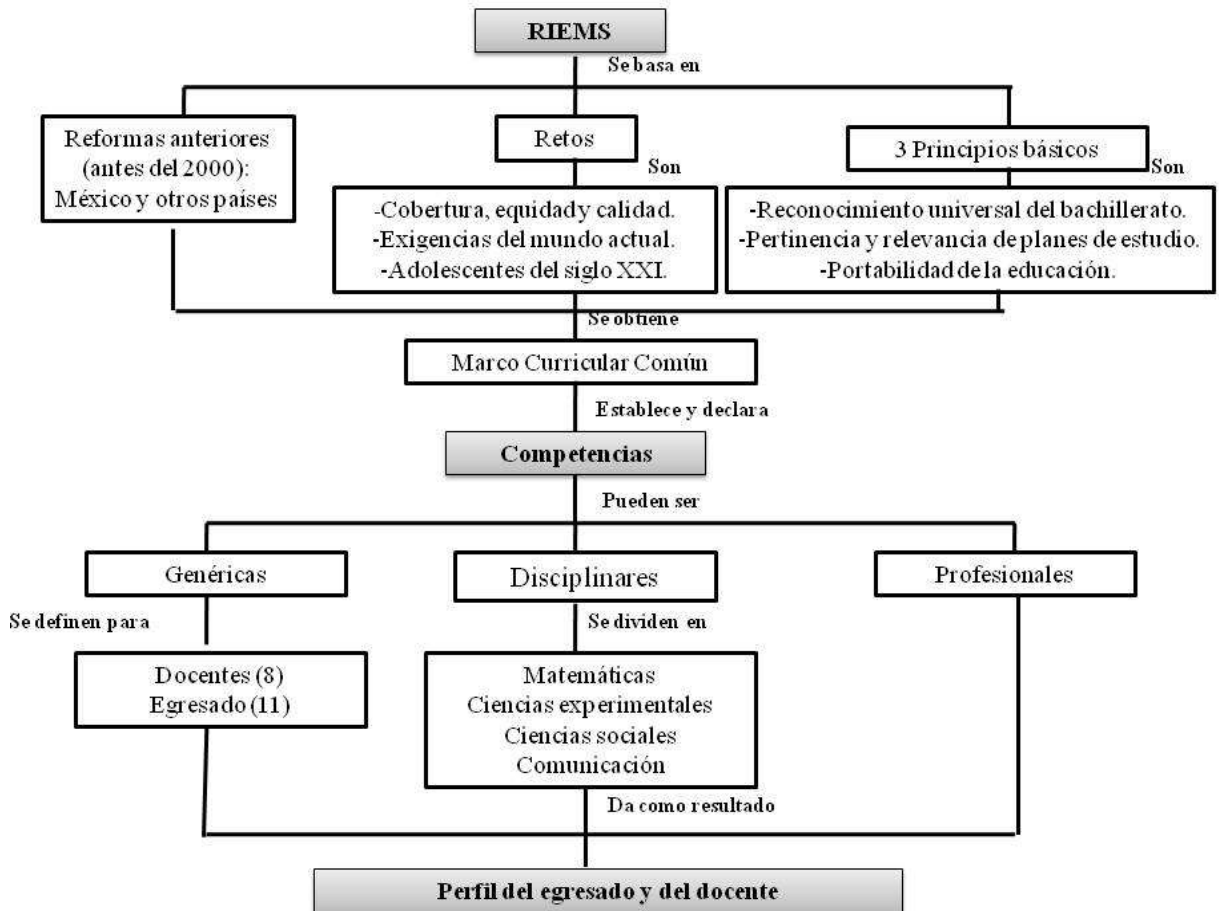 RIEMS
Se basa en
Reformas anteriores
(antes del 2000):
México y otros países
Retos
Son
-Cobertura, equidad y calidad.
-Exigencias del mundo actual.
-Adolescentes del siglo XXI.
3 Principios básicos
Son
-Reconocimiento universal del bachillerato.
-Pertinencia y relevancia de planes de estudio.
-Portabilidad de la educación.
Se obtiene
Marco Curricular Común
Establece y declara
Competencias
Pueden ser
Genéricas
Disciplinares
Profesionales
Se definen para
Se dividen en
Docentes (8)
Egresado (11)
Matemáticas
Ciencias experimentales
Ciencias sociales
Comunicación
Da como resultado
Perfil del egresado y del docente